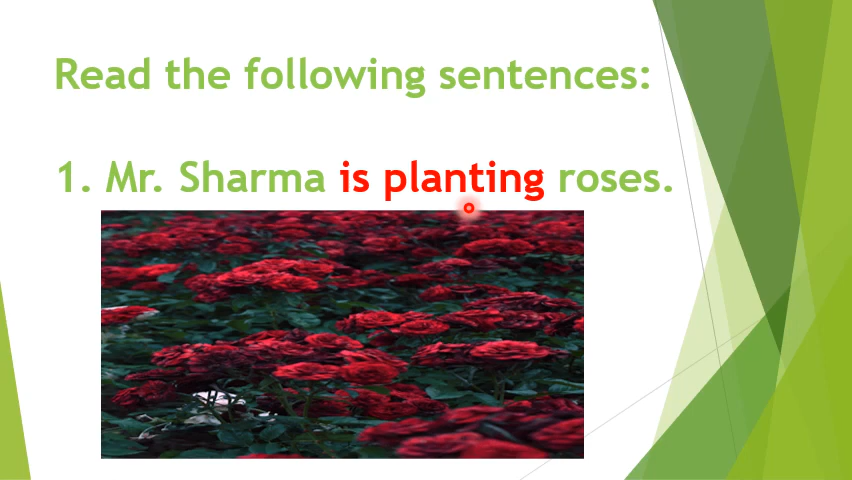 Read the following sentences:
1. Mr. Sharma is planting roses.